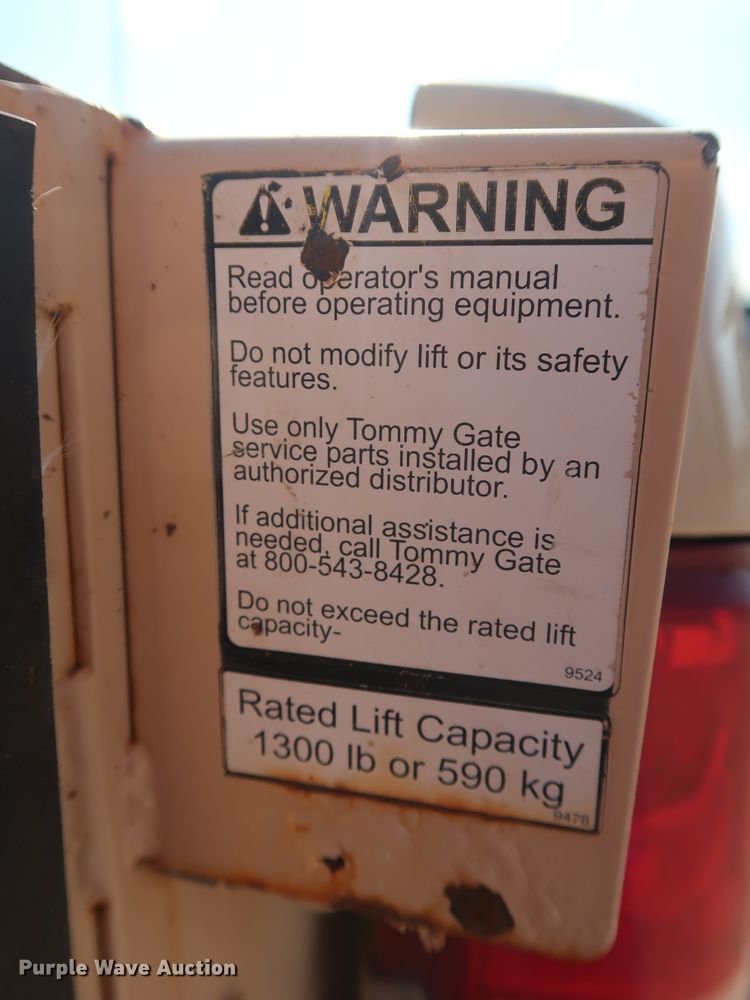 WARNING
Read operator's manual
before operating equipment.
Do not modify lift or its safety
features.
Use only Tommy Gate
service parts installed by an
authorized distributor.
If additional assistance is
needed, call Tommy Gate
at 800-543-8428.
Do not exceed the rated lift
capacity-
9524
Rated Lift Capacity
1300 lb or 590 kg
9478
Purple Wave Auction